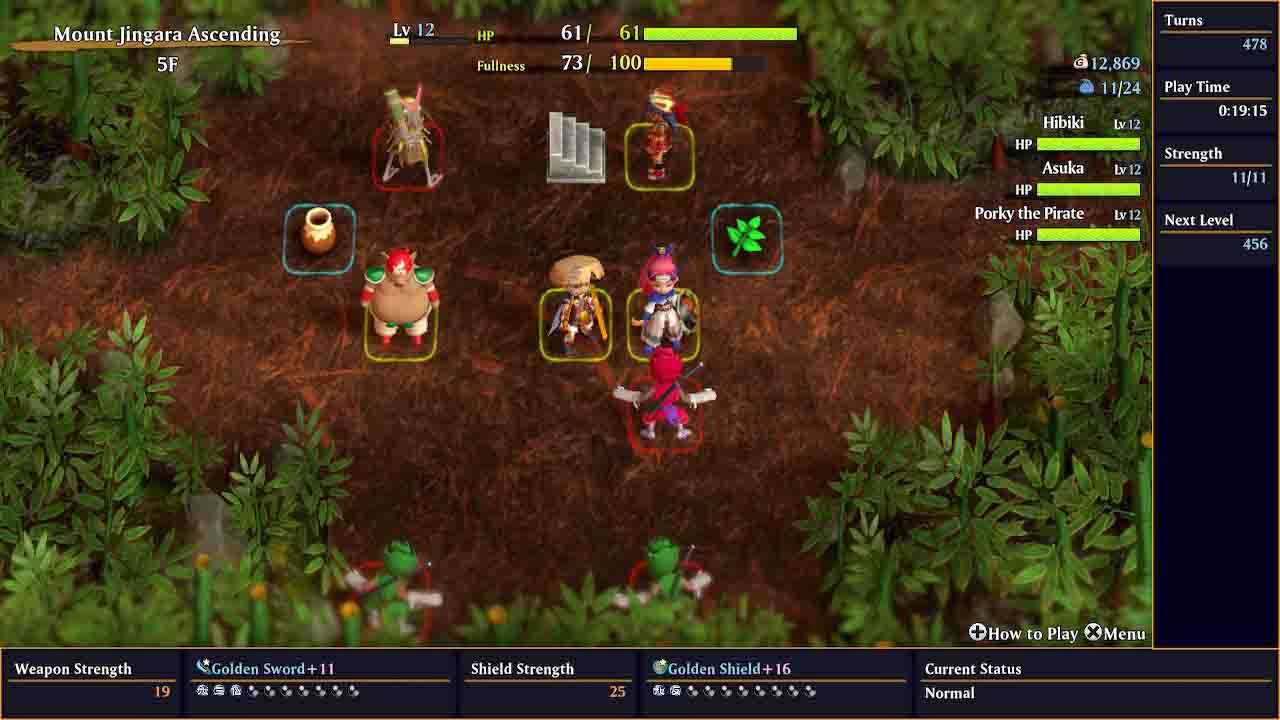 Mount Jingara Ascending
5F
Lv 12
HP 61/ 61
Fullness 73/ 100
12,869
11/24
Hibiki Lv 12
HP
Asuka Lv 12
HP
Porky the Pirate Lv 12
HP
Turns
478
Play Time
0:19:15
Strength
11/11
Next Level
456
+How to Play XMenu
Weapon Strength
19
Golden Sword+11
Shield Strength
25
Golden Shield+16
Current Status
Normal